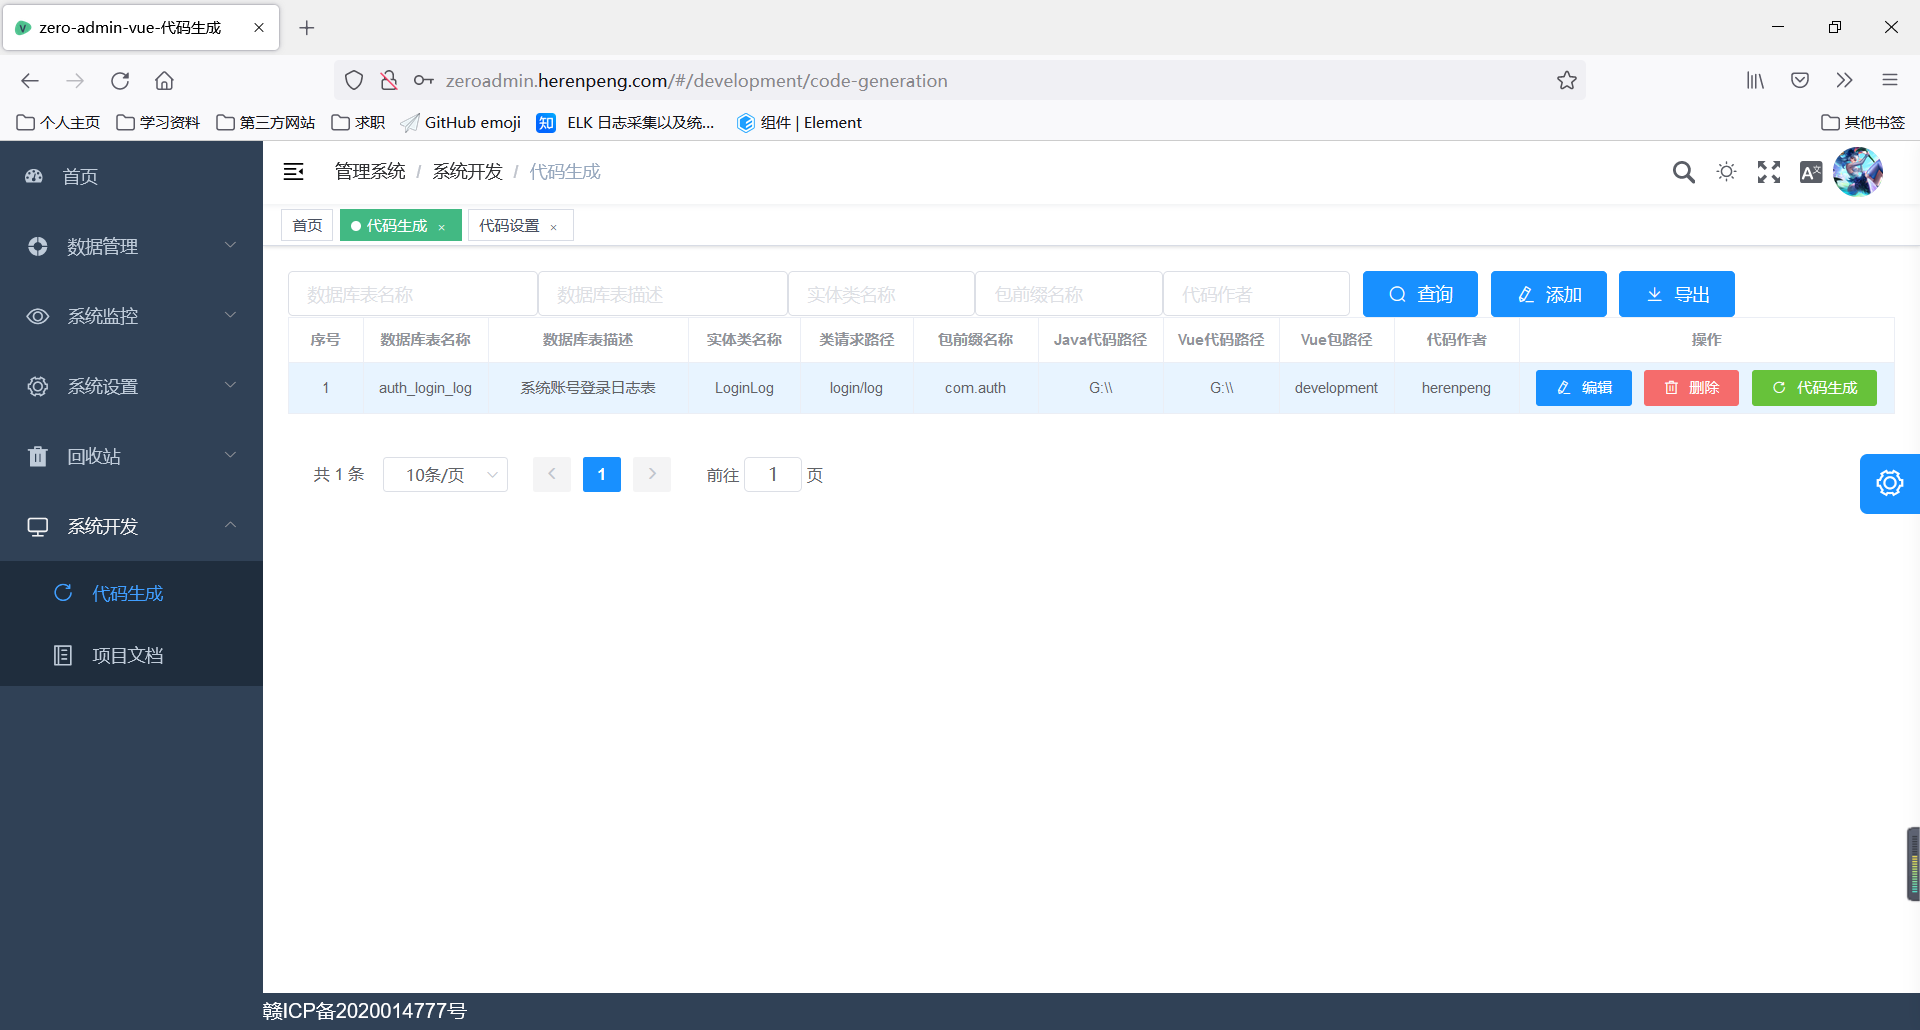 zero-admin-vue-代码生成
zeroadmin.herenpeng.com/#/development/code-generation
个人主页 学习资料 第三方网站 求职 GitHub emoji 知 ELK 日志采集以及统... 组件 | Element 其他书签
首页
数据管理
系统监控
系统设置
回收站
系统开发
代码生成
项目文档
管理系统 / 系统开发 / 代码生成
首页 代码生成 × 代码设置 ×
数据库表名称 数据库表描述 实体类名称 包前缀名称 代码作者 查询 添加 导出
序号 数据库表名称 数据库表描述 实体类名称 类请求路径 包前缀名称 Java代码路径 Vue代码路径 Vue包路径 代码作者 操作
1 auth_login_log 系统账号登录日志表 LoginLog login/log com.auth G:\\ G:\\ development herenpeng 编辑 删除 代码生成
共 1 条 10条/页 1 前往 1 页
赣ICP备2020014777号